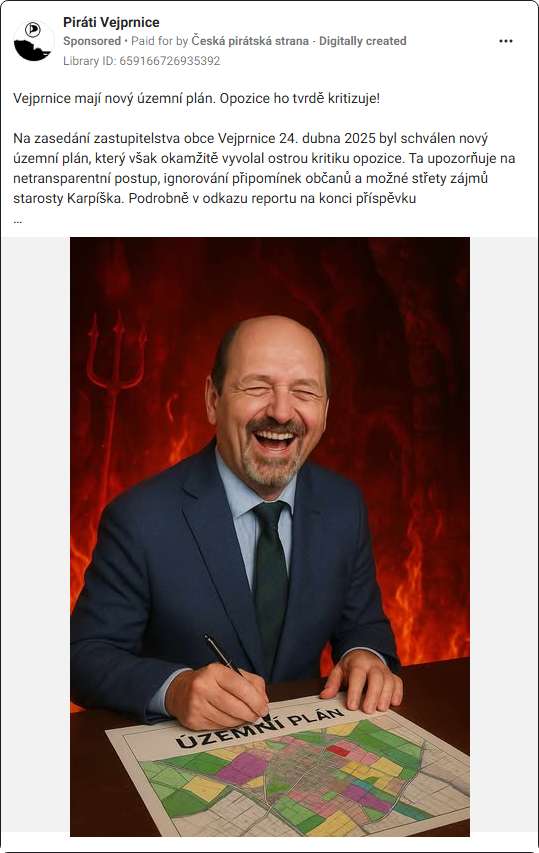 Piráti Vejprnice
Sponsored • Paid for by Česká pirátská strana - Digitally created
Library ID: 659166726935392
Vejprnice mají nový územní plán. Opozice ho tvrdě kritizuje!
Na zasedání zastupitelstva obce Vejprnice 24. dubna 2025 byl schválen nový
územní plán, který však okamžitě vyvolal ostrou kritiku opozice. Ta upozorňuje na
netransparentní postup, ignorování připomínek občanů a možné střety zájmů
starosty Karpíška. Podrobně v odkazu reportu na konci příspěvku
...
ÚZEMNÍ PLÁN